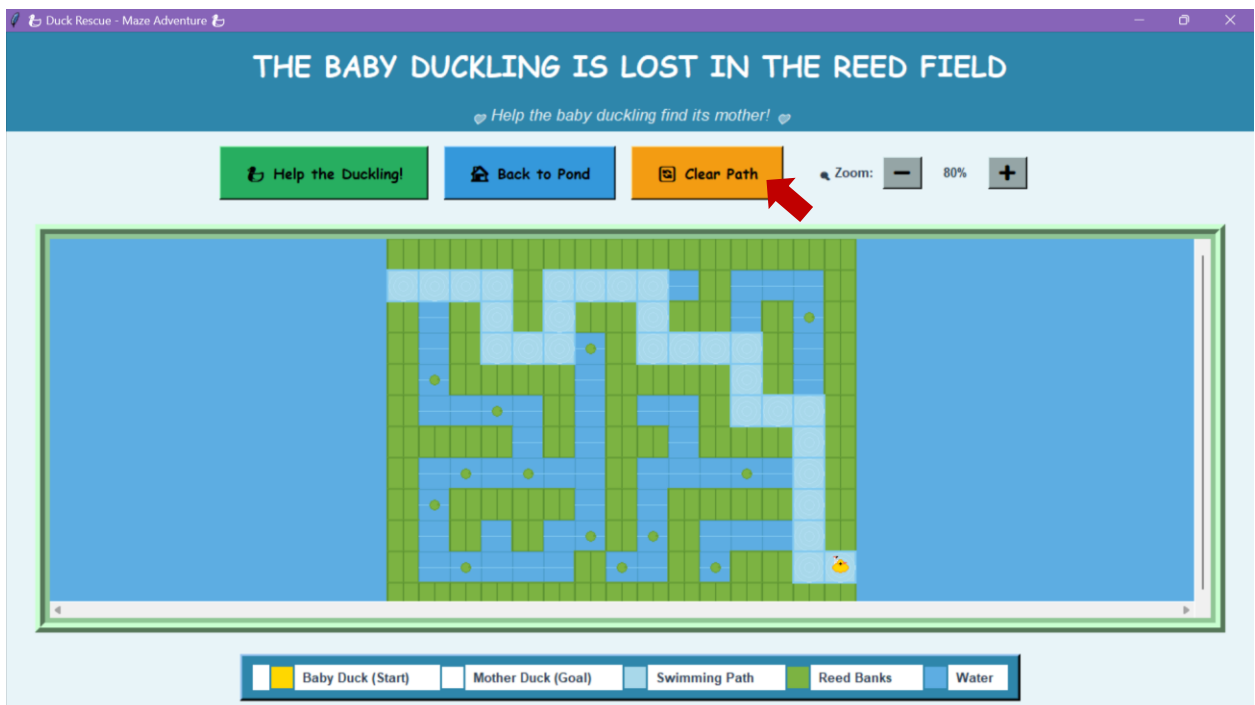 Duck Rescue - Maze Adventure
THE BABY DUCKLING IS LOST IN THE REED FIELD
Help the baby duckling find its mother!
Help the Duckling!
Back to Pond
Clear Path
Zoom:
80%
Baby Duck (Start)
Mother Duck (Goal)
Swimming Path
Reed Banks
Water